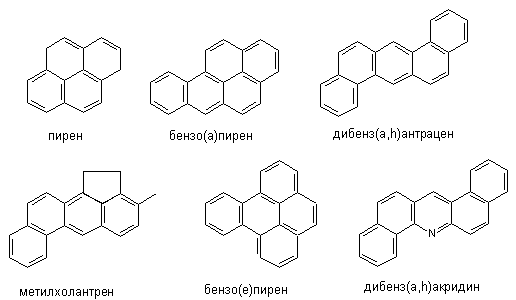 пирен
бензо(а)пирен
дибенз(a,h)антрацен
метилхолантрен
бензо(е)пирен
N
дибенз(a,h)акридин